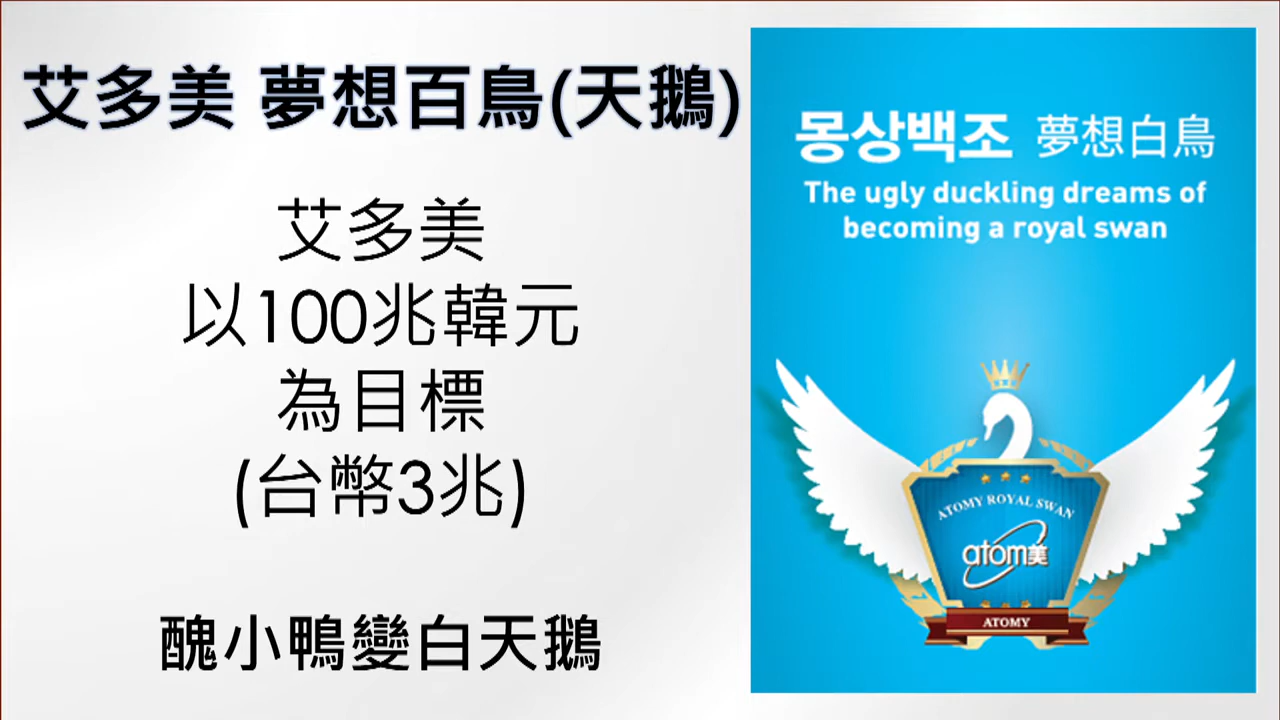 艾多美 夢想百鳥(天鵝)
艾多美
以100兆韓元
為目標
(台幣3兆)
醜小鴨變白天鵝
몽상백조 夢想白鳥
The ugly duckling dreams of
becoming a royal swan
ATOMY ROYAL SWAN
atom美
ATOMY